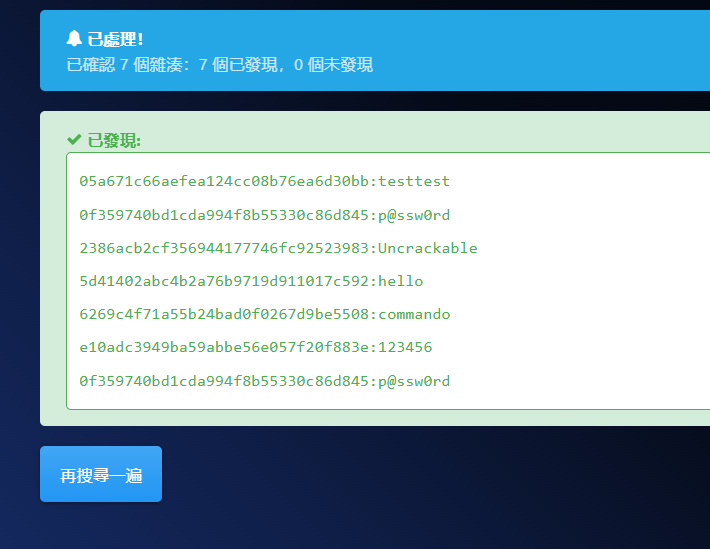 已處理!
已確認 7 個雜湊：7 個已發現，0 個未發現
已發現:
05a671c66aefea124cc08b76ea6d30bb:testtest
0f359740bd1cda994f8b55330c86d845:p@ssw0rd
2386acb2cf356944177746fc92523983:Uncrackable
5d41402abc4b2a76b9719d911017c592:hello
6269c4f71a55b24bad0f0267d9be5508:commando
e10adc3949ba59abbe56e057f20f883e:123456
0f359740bd1cda994f8b55330c86d845:p@ssw0rd
再搜尋一遍